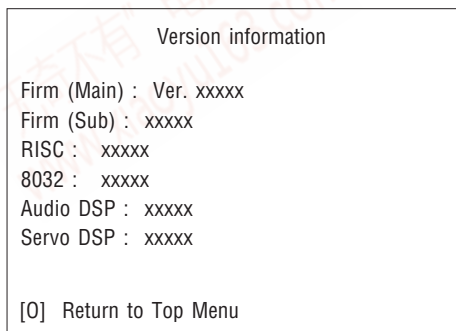 Version information
Firm (Main) : Ver. xxxxx
Firm (Sub) : xxxxx
RISC : xxxxx
8032 : xxxxx
Audio DSP : xxxxx
Servo DSP : xxxxx
[0] Return to Top Menu